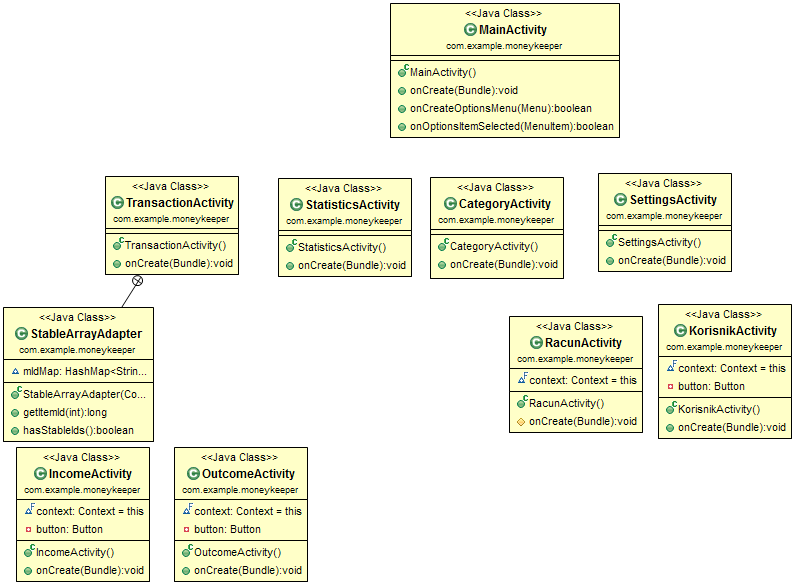 <<Java Class>>
MainActivity
com.example.moneykeeper
MainActivity()
onCreate(Bundle):void
onCreateOptionsMenu(Menu):boolean
onOptionsItemSelected(MenuItem):boolean
<<Java Class>>
TransactionActivity
com.example.moneykeeper
TransactionActivity()
onCreate(Bundle):void
<<Java Class>>
StatisticsActivity
com.example.moneykeeper
StatisticsActivity()
onCreate(Bundle):void
<<Java Class>>
CategoryActivity
com.example.moneykeeper
CategoryActivity()
onCreate(Bundle):void
<<Java Class>>
SettingsActivity
com.example.moneykeeper
SettingsActivity()
onCreate(Bundle):void
<<Java Class>>
StableArrayAdapter
com.example.moneykeeper
mIdMap: HashMap<Strin...
StableArrayAdapter(Co...
getItemId(int):long
hasStableIds():boolean
<<Java Class>>
RacunActivity
com.example.moneykeeper
context: Context = this
RacunActivity()
onCreate(Bundle):void
<<Java Class>>
KorisnikActivity
com.example.moneykeeper
context: Context = this
button: Button
KorisnikActivity()
onCreate(Bundle):void
<<Java Class>>
IncomeActivity
com.example.moneykeeper
context: Context = this
button: Button
IncomeActivity()
onCreate(Bundle):void
<<Java Class>>
OutcomeActivity
com.example.moneykeeper
context: Context = this
button: Button
OutcomeActivity()
onCreate(Bundle):void